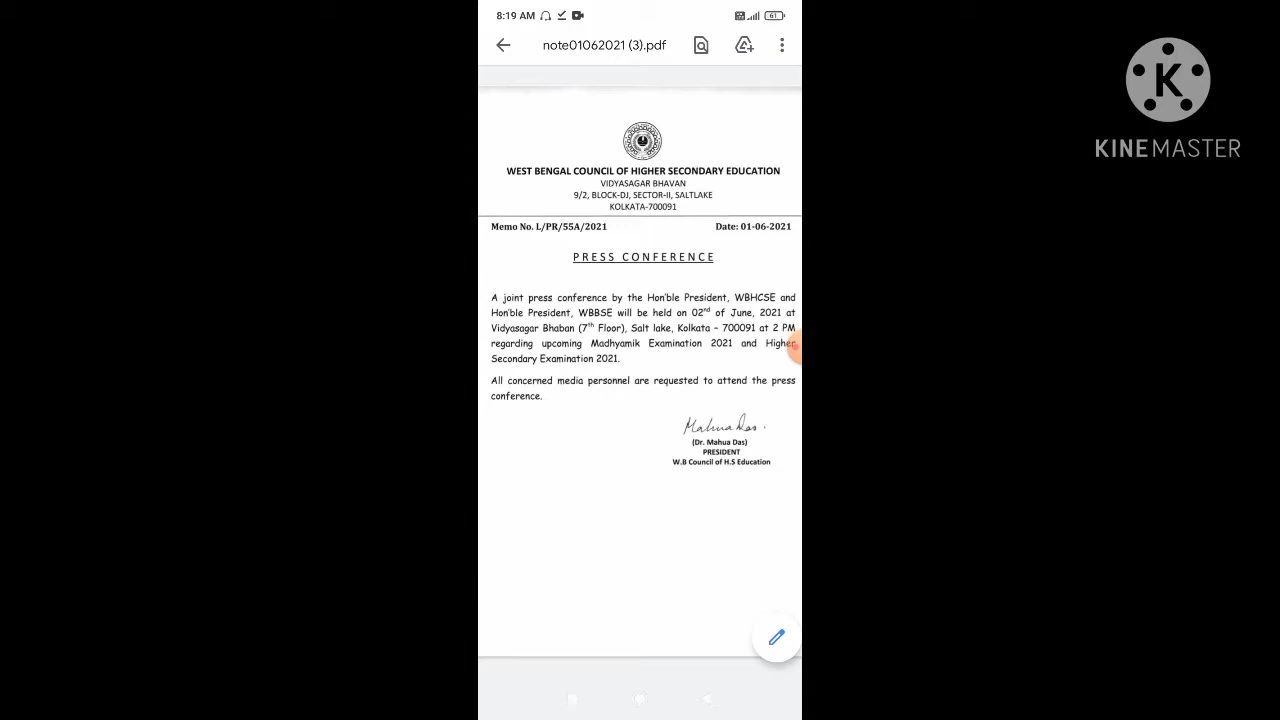 8:19 AM
61
note01062021 (3).pdf
K
KINEMASTER
WEST BENGAL COUNCIL OF HIGHER SECONDARY EDUCATION
VIDYASAGAR BHAVAN
9/2, BLOCK-DJ, SECTOR-II, SALTLAKE
KOLKATA-700091
Memo No. L/PR/55A/2021 Date: 01-06-2021
PRESS CONFERENCE
A joint press conference by the Hon'ble President, WBHCSE and
Hon'ble President, WBBSE will be held on 02nd of June, 2021 at
Vidyasagar Bhaban (7th Floor), Salt lake, Kolkata – 700091 at 2 PM
regarding upcoming Madhyamik Examination 2021 and Higher
Secondary Examination 2021.
All concerned media personnel are requested to attend the press
conference.
Mahua Das.
(Dr. Mahua Das)
PRESIDENT
W.B Council of H.S Education